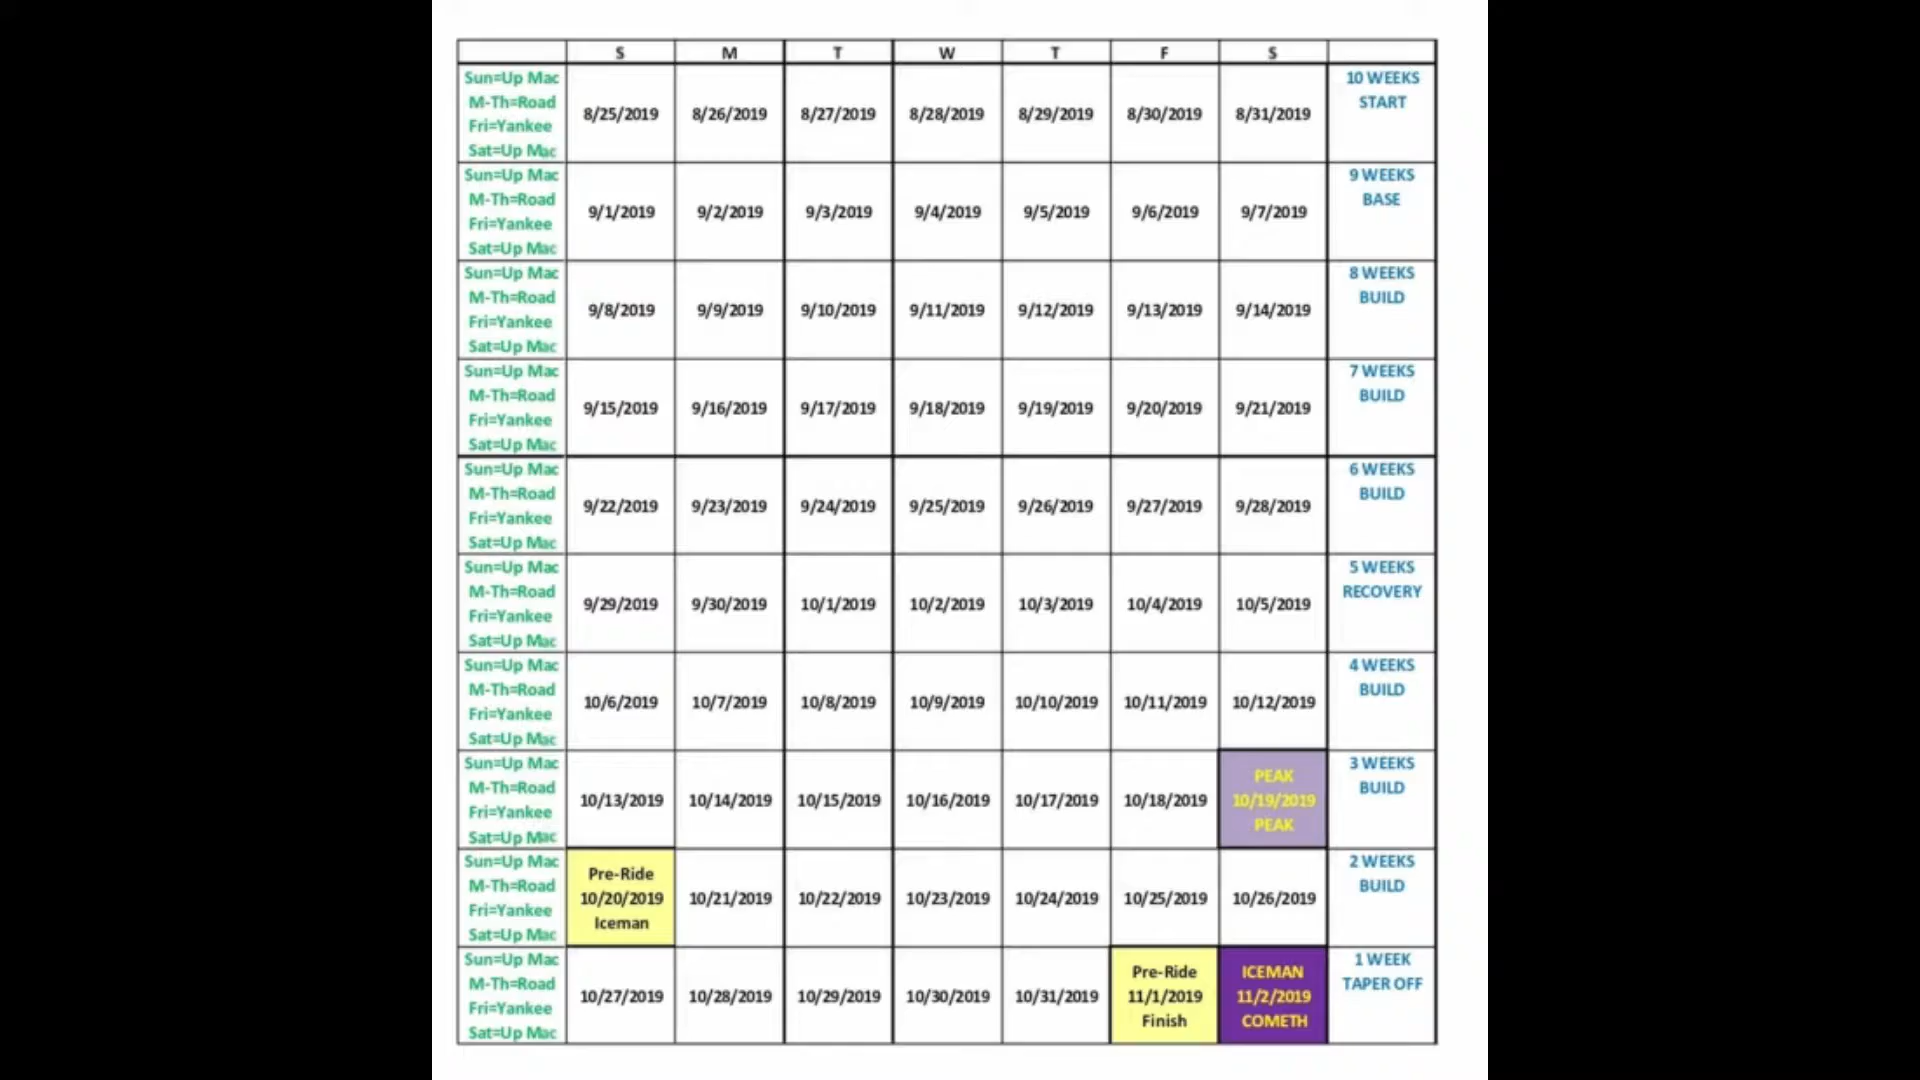 S M T W T F S
Sun=Up Mac
M-Th=Road
Fri=Yankee
Sat=Up Mac
8/25/2019 8/26/2019 8/27/2019 8/28/2019 8/29/2019 8/30/2019 8/31/2019
10 WEEKS
START
Sun=Up Mac
M-Th=Road
Fri=Yankee
Sat=Up Mac
9/1/2019 9/2/2019 9/3/2019 9/4/2019 9/5/2019 9/6/2019 9/7/2019
9 WEEKS
BASE
Sun=Up Mac
M-Th=Road
Fri=Yankee
Sat=Up Mac
9/8/2019 9/9/2019 9/10/2019 9/11/2019 9/12/2019 9/13/2019 9/14/2019
8 WEEKS
BUILD
Sun=Up Mac
M-Th=Road
Fri=Yankee
Sat=Up Mac
9/15/2019 9/16/2019 9/17/2019 9/18/2019 9/19/2019 9/20/2019 9/21/2019
7 WEEKS
BUILD
Sun=Up Mac
M-Th=Road
Fri=Yankee
Sat=Up Mac
9/22/2019 9/23/2019 9/24/2019 9/25/2019 9/26/2019 9/27/2019 9/28/2019
6 WEEKS
BUILD
Sun=Up Mac
M-Th=Road
Fri=Yankee
Sat=Up Mac
9/29/2019 9/30/2019 10/1/2019 10/2/2019 10/3/2019 10/4/2019 10/5/2019
5 WEEKS
RECOVERY
Sun=Up Mac
M-Th=Road
Fri=Yankee
Sat=Up Mac
10/6/2019 10/7/2019 10/8/2019 10/9/2019 10/10/2019 10/11/2019 10/12/2019
4 WEEKS
BUILD
Sun=Up Mac
M-Th=Road
Fri=Yankee
Sat=Up Mac
10/13/2019 10/14/2019 10/15/2019 10/16/2019 10/17/2019 10/18/2019
PEAK
10/19/2019
PEAK
3 WEEKS
BUILD
Sun=Up Mac
M-Th=Road
Fri=Yankee
Sat=Up Mac
Pre-Ride
10/20/2019
Iceman
10/21/2019 10/22/2019 10/23/2019 10/24/2019 10/25/2019 10/26/2019
2 WEEKS
BUILD
Sun=Up Mac
M-Th=Road
Fri=Yankee
Sat=Up Mac
10/27/2019 10/28/2019 10/29/2019 10/30/2019 10/31/2019
Pre-Ride
11/1/2019
Finish
ICEMAN
11/2/2019
COMETH
1 WEEK
TAPER OFF